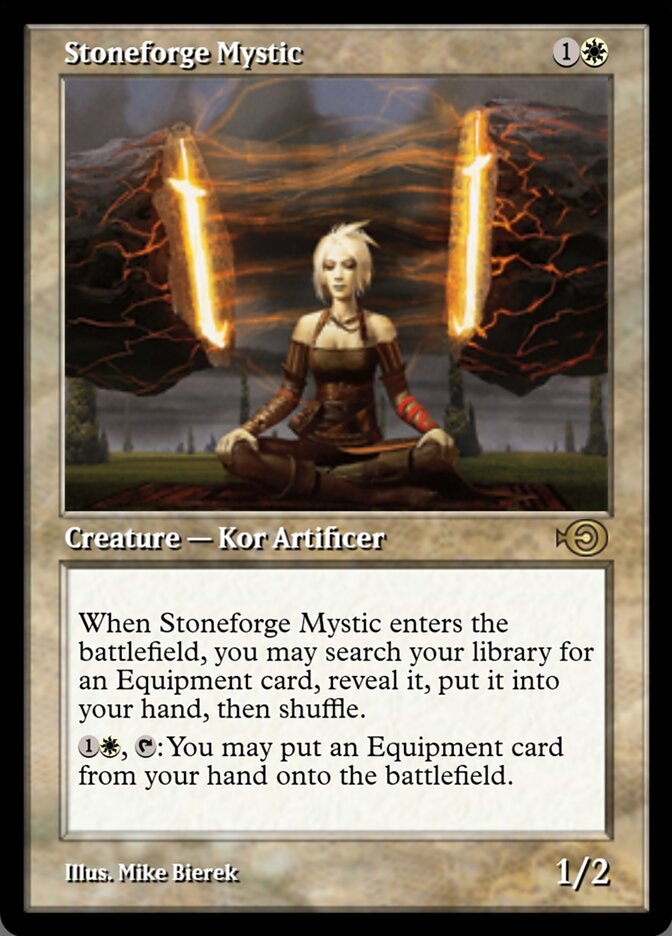 Stoneforge Mystic 1
Creature — Kor Artificer
When Stoneforge Mystic enters the
battlefield, you may search your library for
an Equipment card, reveal it, put it into
your hand, then shuffle.
1, : You may put an Equipment card
from your hand onto the battlefield.
Illus. Mike Bierek 1/2